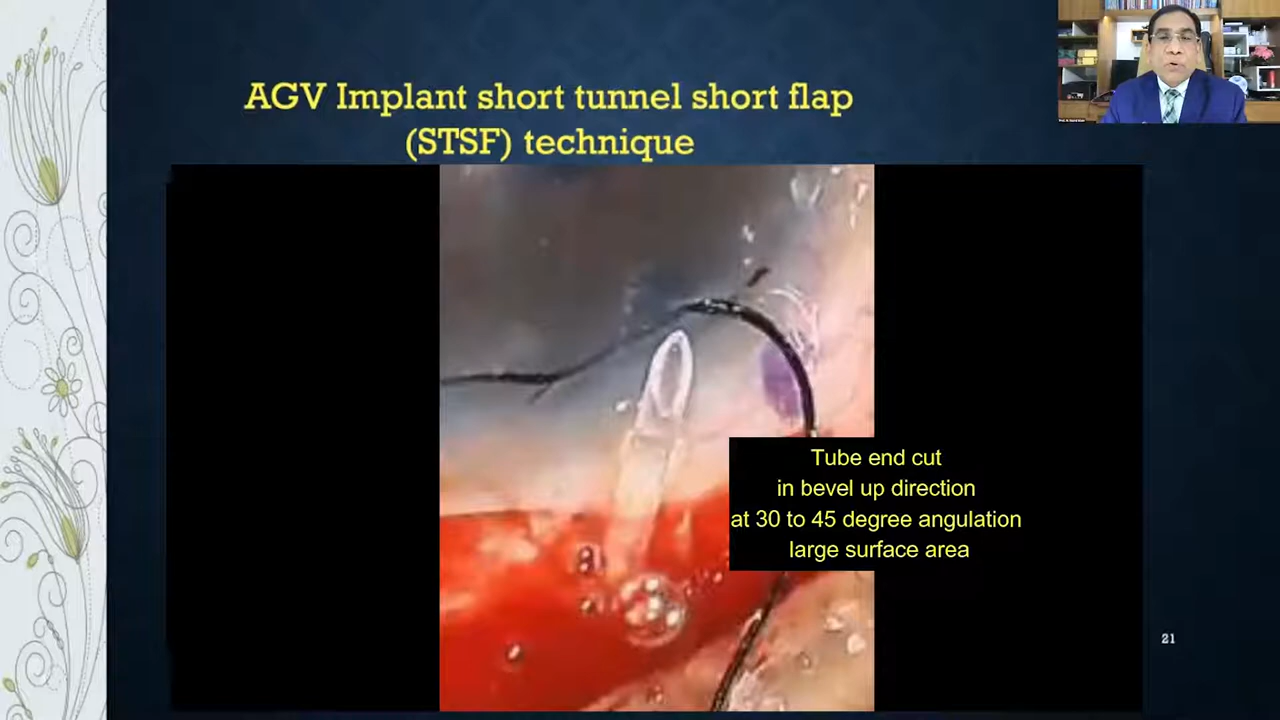 AGV Implant short tunnel short flap
(STSF) technique
Tube end cut
in bevel up direction
at 30 to 45 degree angulation
large surface area
21